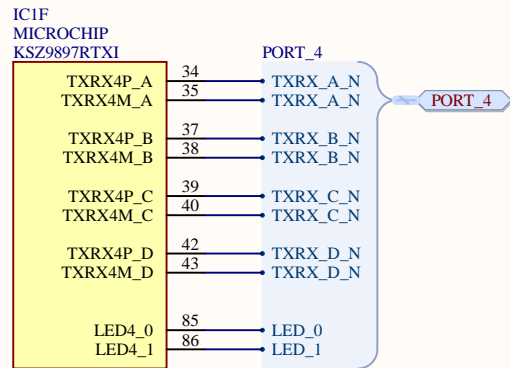 IC1F
MICROCHIP
KSZ9897RTXI
PORT_4
TXRX4P_A 34 TXRX_A_N
TXRX4M_A 35 TXRX_A_N
PORT_4
TXRX4P_B 37 TXRX_B_N
TXRX4M_B 38 TXRX_B_N
TXRX4P_C 39 TXRX_C_N
TXRX4M_C 40 TXRX_C_N
TXRX4P_D 42 TXRX_D_N
TXRX4M_D 43 TXRX_D_N
LED4_0 85 LED_0
LED4_1 86 LED_1